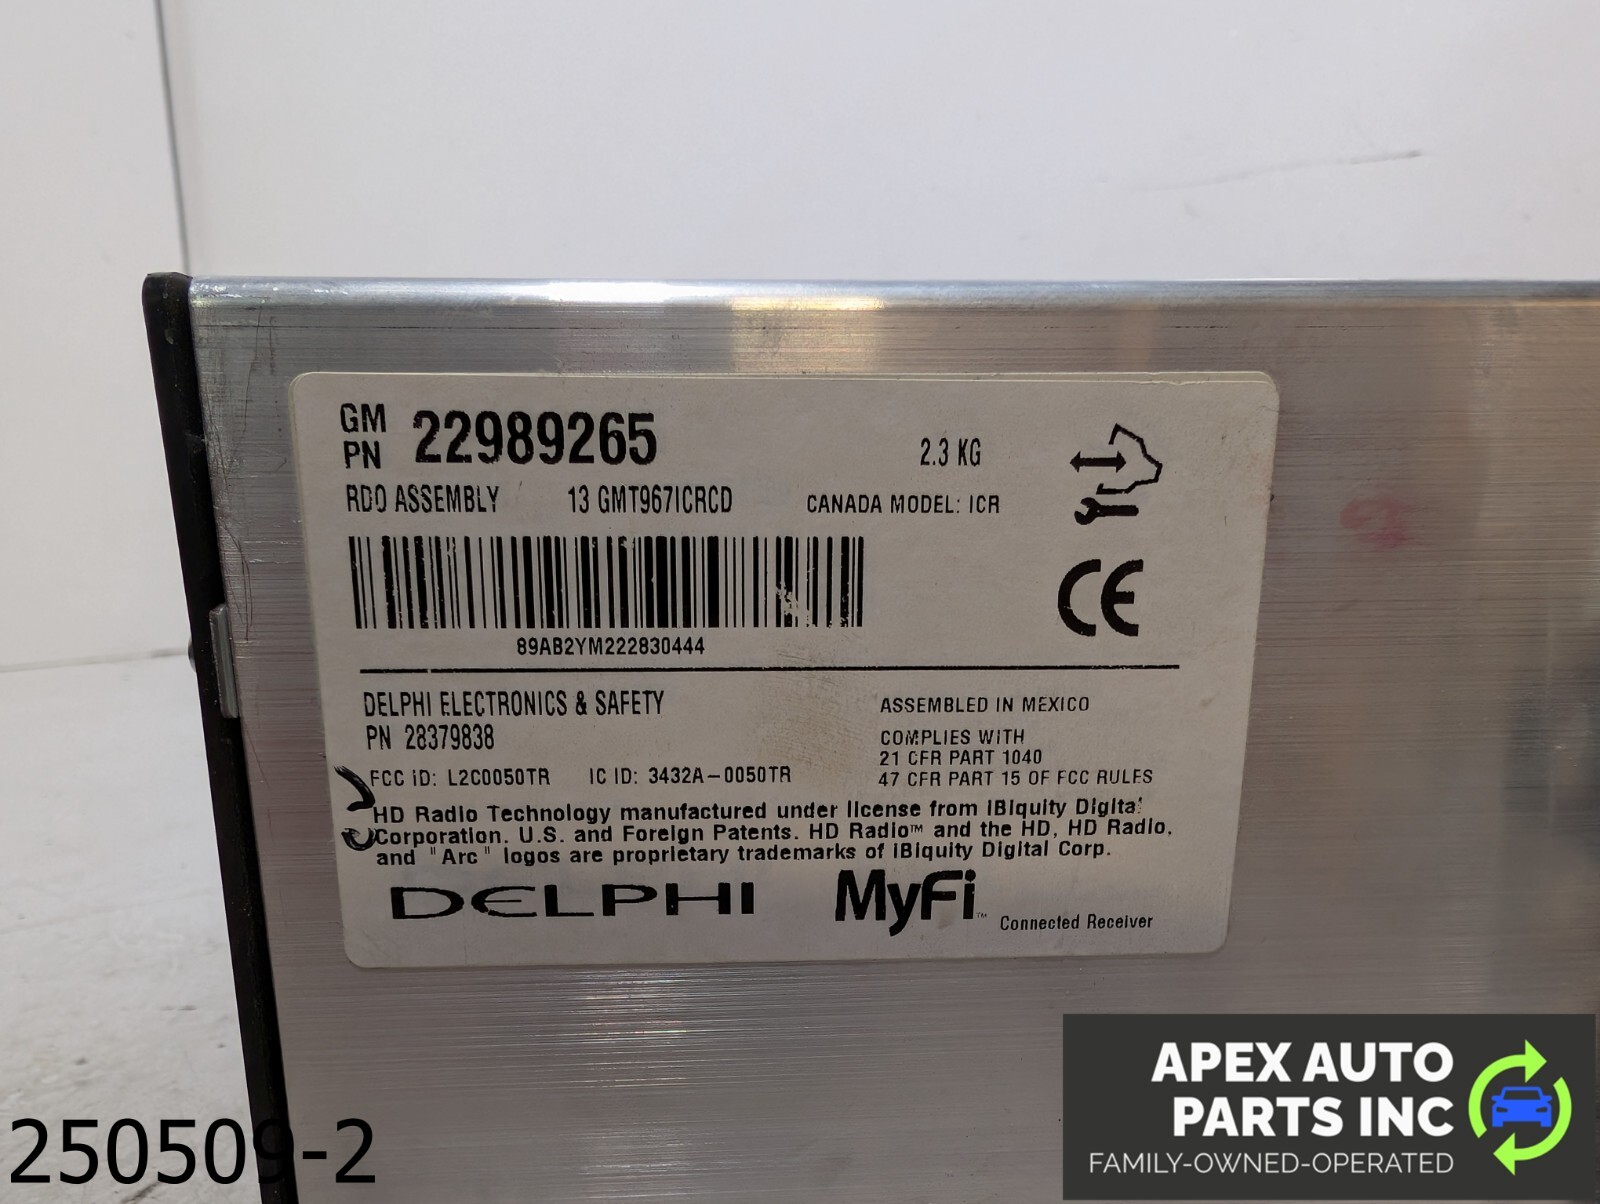 GM PN 22989265
2.3 KG
RDO ASSEMBLY 13 GMT967ICRCD CANADA MODEL: ICR
CE
89AB2YM222830444
DELPHI ELECTRONICS & SAFETY
PN 28379838
ASSEMBLED IN MEXICO
COMPLIES WITH
21 CFR PART 1040
47 CFR PART 15 OF FCC RULES
FCC ID: L2C0050TR IC ID: 3432A-0050TR
HD Radio Technology manufactured under license from iBiquity Digital
Corporation. U.S. and Foreign Patents. HD Radio™ and the HD, HD Radio,
and "Arc" logos are proprietary trademarks of iBiquity Digital Corp.
DELPHI MyFi™ Connected Receiver
250509-2
APEX AUTO
PARTS INC
FAMILY-OWNED-OPERATED